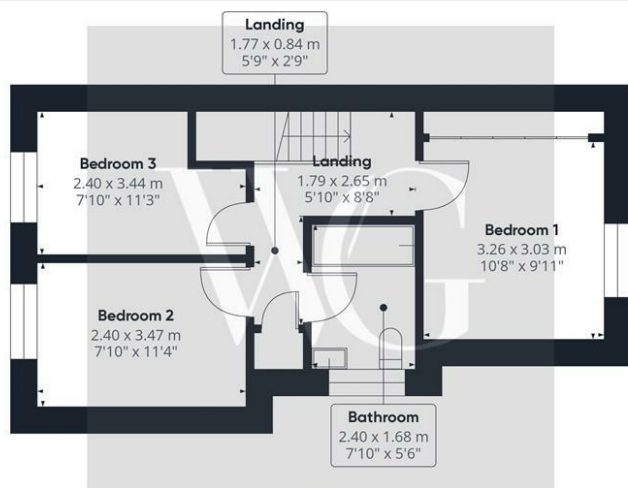 Landing
1.77 x 0.84 m
5'9" x 2'9"
Bedroom 3
2.40 x 3.44 m
7'10" x 11'3"
Landing
1.79 x 2.65 m
5'10" x 8'8"
Bedroom 1
3.26 x 3.03 m
10'8" x 9'11"
Bedroom 2
2.40 x 3.47 m
7'10" x 11'4"
Bathroom
2.40 x 1.68 m
7'10" x 5'6"
WG